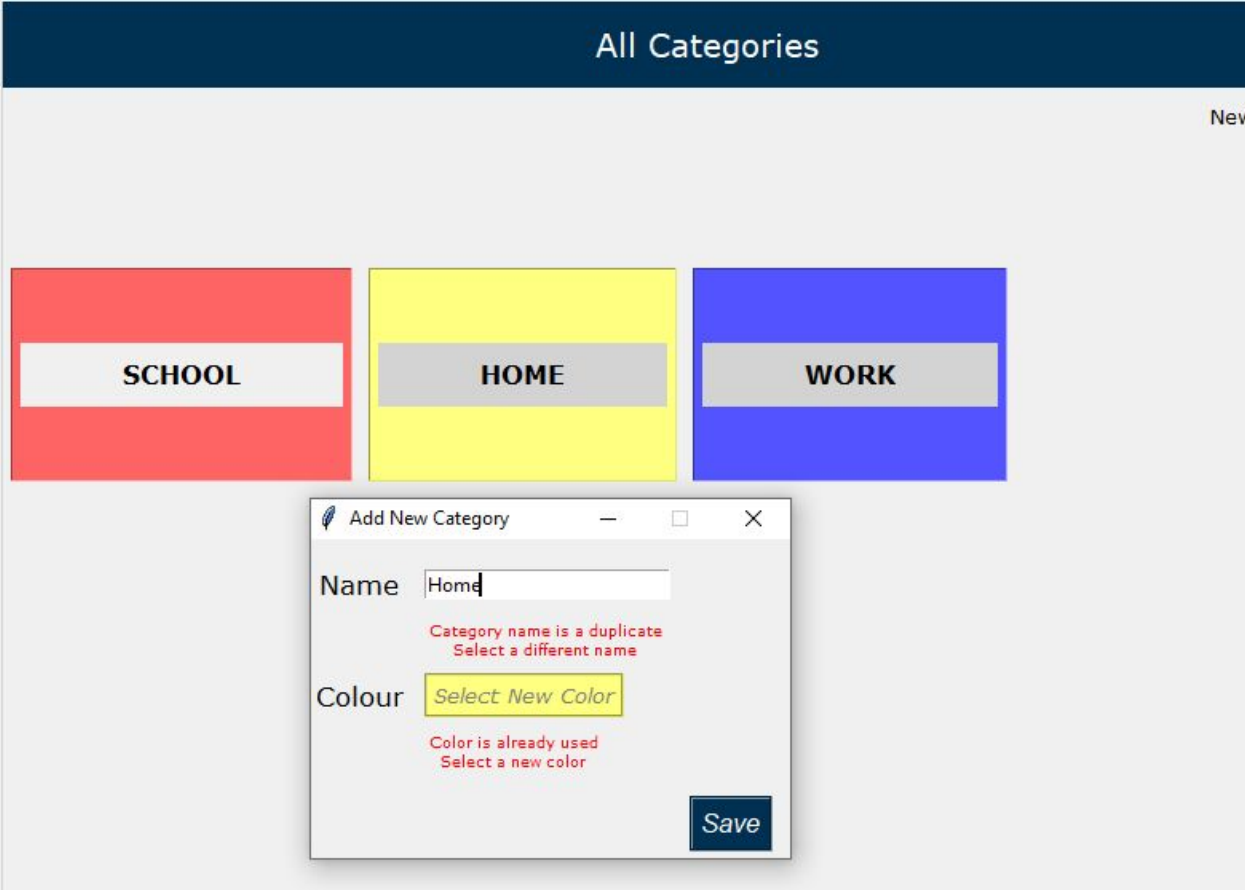 All Categories
New
SCHOOL
HOME
WORK
Add New Category
Name
Home
Category name is a duplicate
Select a different name
Colour
Select New Color
Color is already used
Select a new color
Save